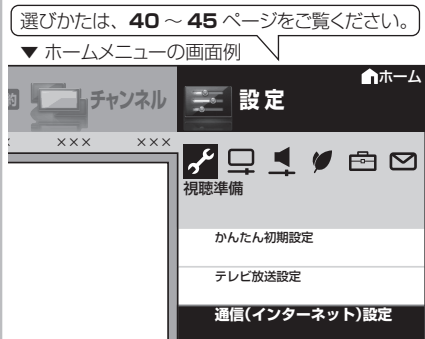 選びかたは、40～45 ページをご覧ください。
▼ ホームメニューの画面例
ホーム
チャンネル
設定
××× ×××
視聴準備
かんたん初期設定
テレビ放送設定
通信(インターネット)設定